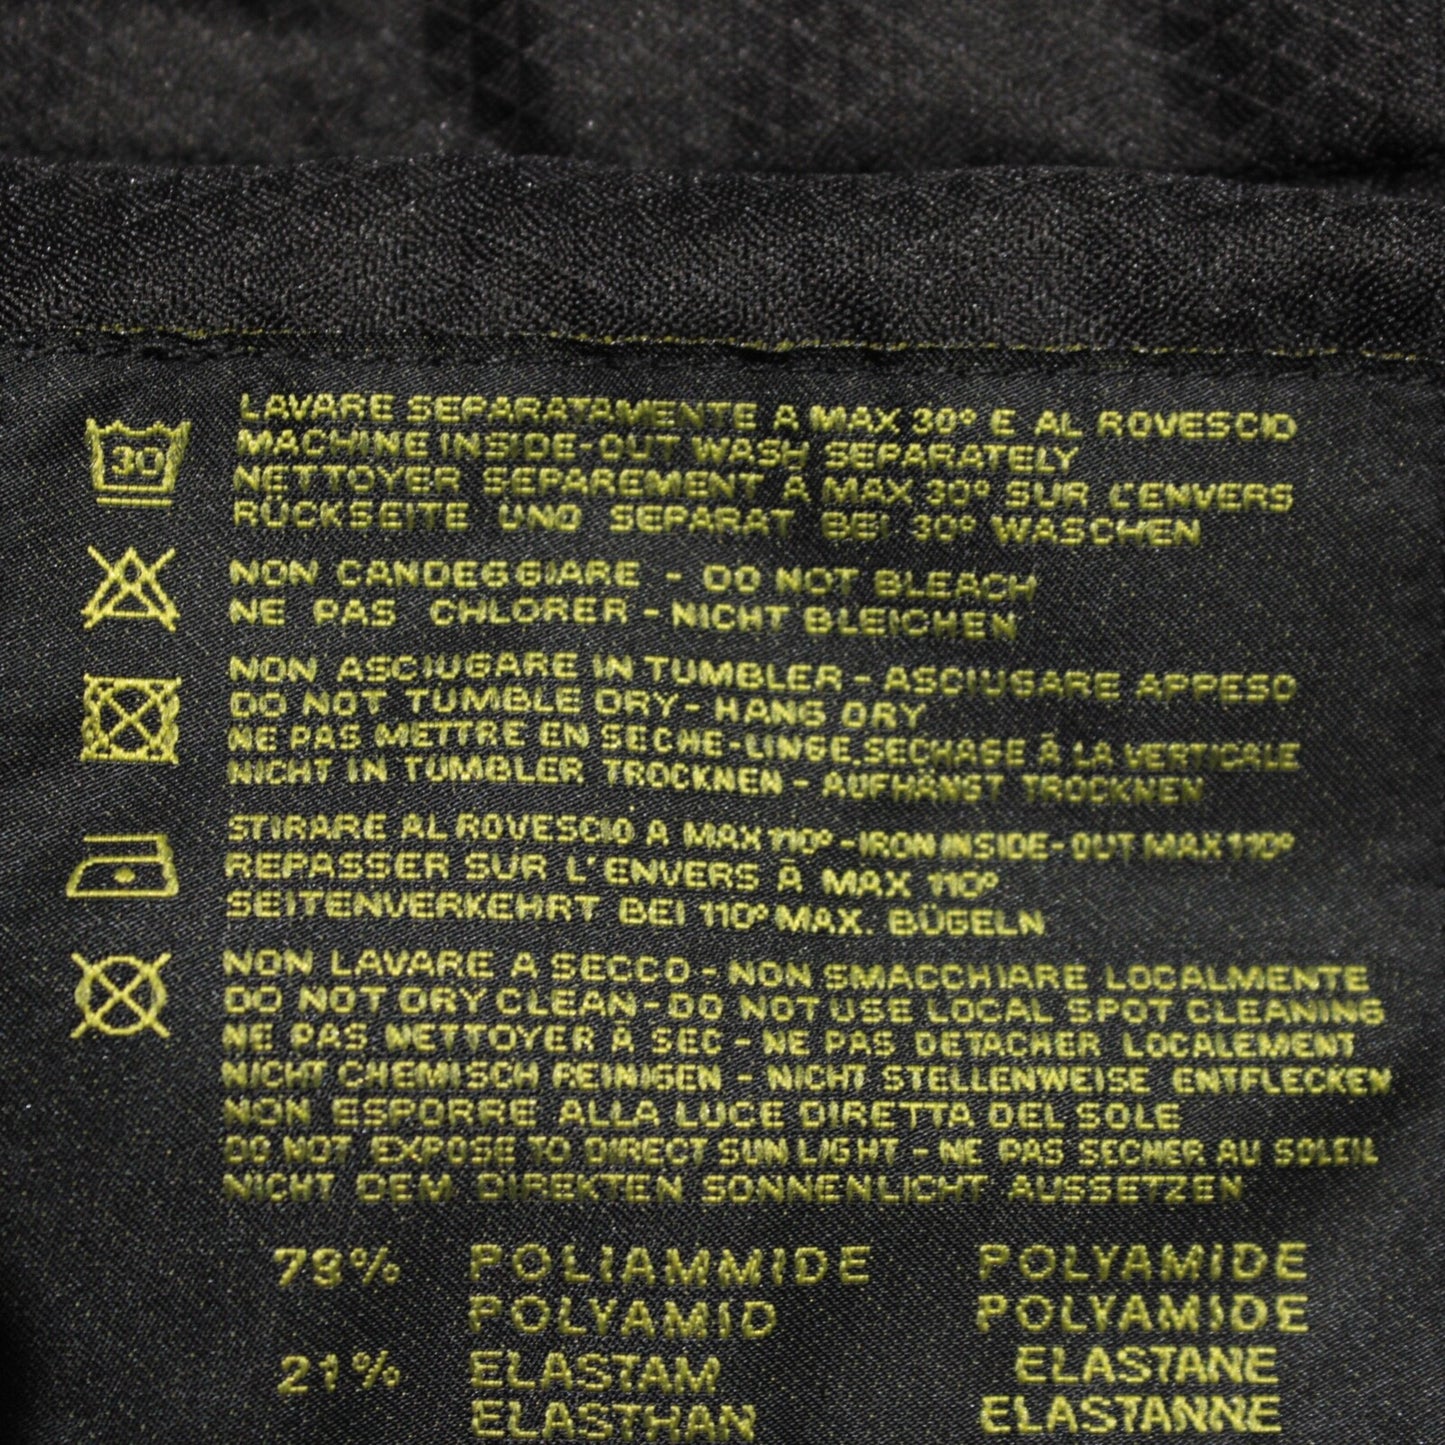 30
LAVARE SEPARATAMENTE A MAX 30° E AL ROVESCIO
MACHINE INSIDE-OUT WASH SEPARATELY
NETTOYER SEPAREMENT A MAX 30° SUR L'ENVERS
RÜCKSEITE UND SEPARAT BEI 30° WASCHEN
NON CANDEGGIARE - DO NOT BLEACH
NE PAS CHLORER - NICHT BLEICHEN
NON ASCIUGARE IN TUMBLER - ASCIUGARE APPESO
DO NOT TUMBLE DRY - HANG DRY
NE PAS METTRE EN SECHE-LINGE.SECHAGE À LA VERTICALE
NICHT IN TUMBLER TROCKNEN - AUFHÄNGT TROCKNEN
STIRARE AL ROVESCIO A MAX 110° - IRON INSIDE-OUT MAX 110°
REPASSER SUR L'ENVERS À MAX 110°
SEITENVERKEHRT BEI 110° MAX. BÜGELN
NON LAVARE A SECCO - NON SMACCHIARE LOCALMENTE
DO NOT DRY CLEAN - DO NOT USE LOCAL SPOT CLEANING
NE PAS NETTOYER À SEC - NE PAS DETACHER LOCALEMENT
NICHT CHEMISCH REINIGEN - NICHT STELLENWEISE ENTFLECKEN
NON ESPORRE ALLA LUCE DIRETTA DEL SOLE
DO NOT EXPOSE TO DIRECT SUN LIGHT - NE PAS SECHER AU SOLEIL
NICHT DEM DIREKTEN SONNENLICHT AUSSETZEN
79% POLIAMMIDE POLYAMIDE
POLYAMID POLYAMIDE
21% ELASTAM ELASTANE
ELASTHAN ELASTANNE